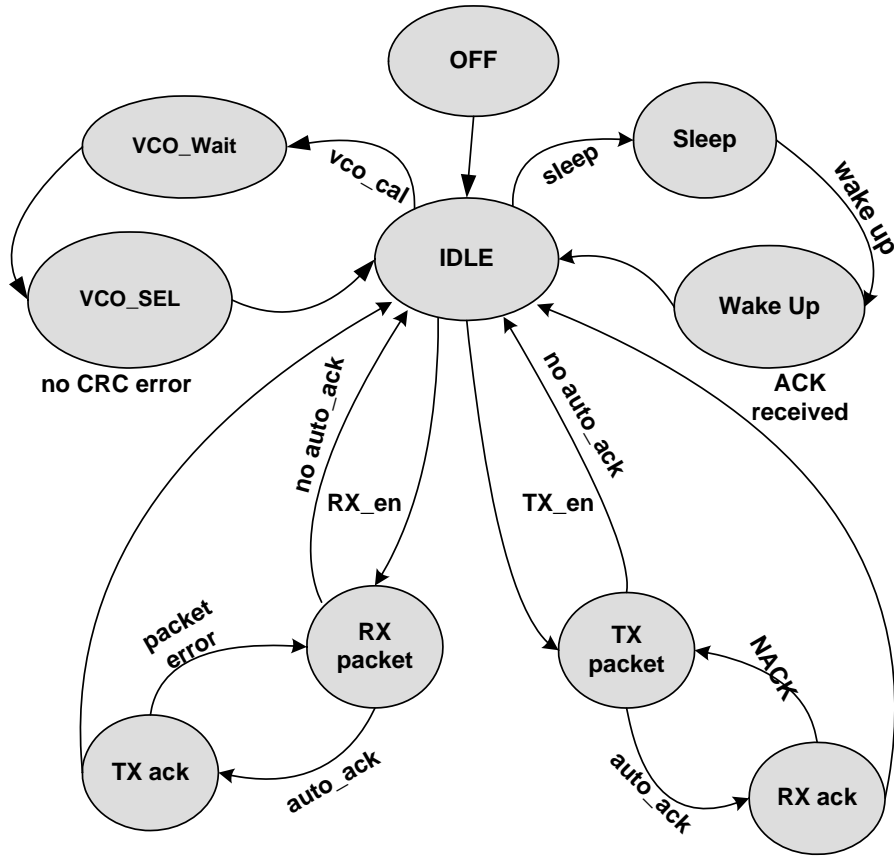 OFF
VCO_Wait
vco_cal
sleep
Sleep
wake up
IDLE
VCO_SEL
Wake Up
no CRC error
ACK
received
no auto_ack
no auto_ack
RX_en
TX_en
packet
error
RX
packet
TX
packet
NACK
TX ack
auto_ack
auto_ack
RX ack